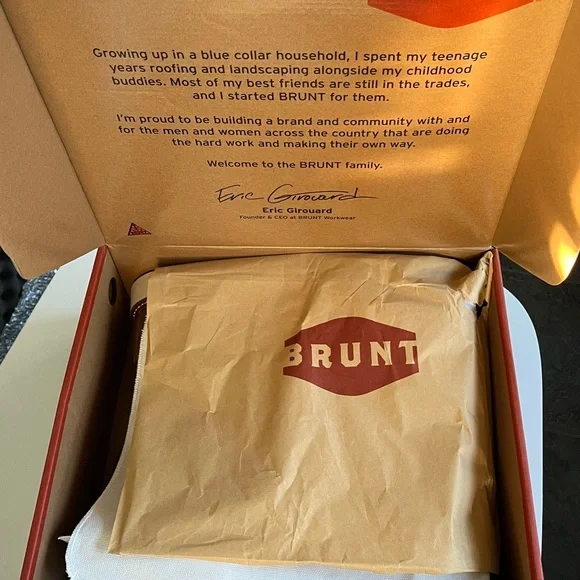 Growing up in a blue collar household, I spent my teenage
years roofing and landscaping alongside my childhood
buddies. Most of my best friends are still in the trades,
and I started BRUNT for them.
I'm proud to be building a brand and community with and
for the men and women across the country that are doing
the hard work and making their own way.
Welcome to the BRUNT family.
Eric Girouard
Eric Girouard
Founder & CEO at BRUNT Workwear
BRUNT